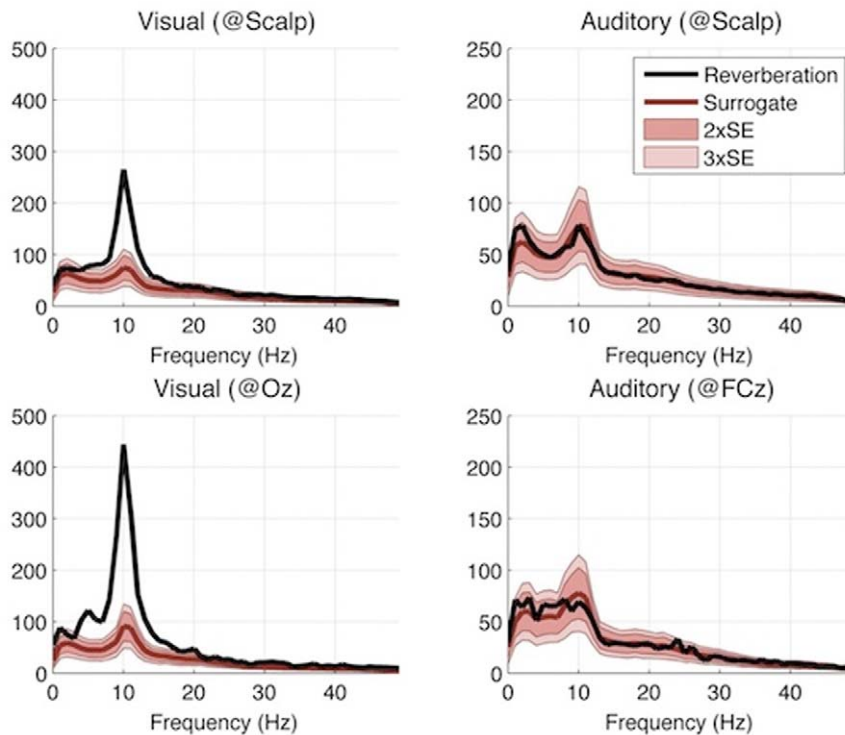 Visual (@Scalp)
500
400
300
200
100
0
0 10 20 30 40
Frequency (Hz)
Auditory (@Scalp)
250
200
150
100
50
0
0 10 20 30 40
Frequency (Hz)
Reverberation
Surrogate
2xSE
3xSE
Visual (@Oz)
500
400
300
200
100
0
0 10 20 30 40
Frequency (Hz)
Auditory (@FCz)
250
200
150
100
50
0
0 10 20 30 40
Frequency (Hz)